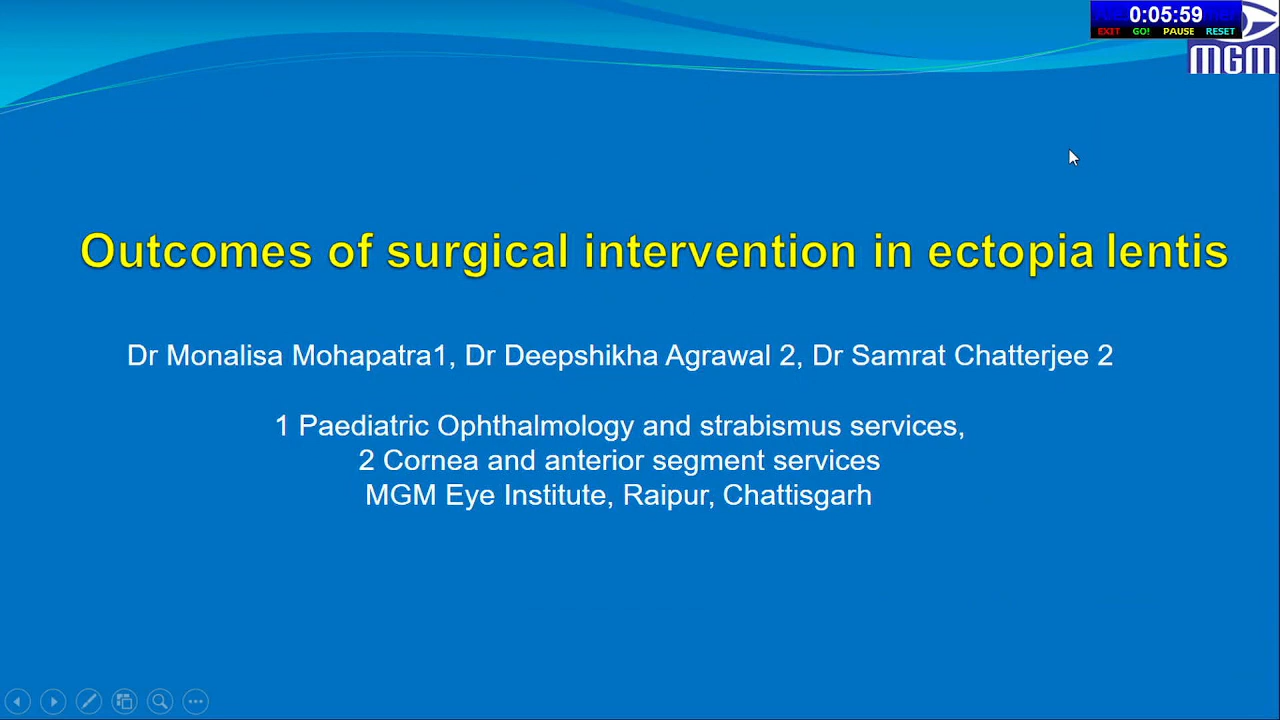 0:05:59
EXIT GO! PAUSE RESET
MGM
Outcomes of surgical intervention in ectopia lentis
Dr Monalisa Mohapatra1, Dr Deepshikha Agrawal 2, Dr Samrat Chatterjee 2
1 Paediatric Ophthalmology and strabismus services,
2 Cornea and anterior segment services
MGM Eye Institute, Raipur, Chattisgarh